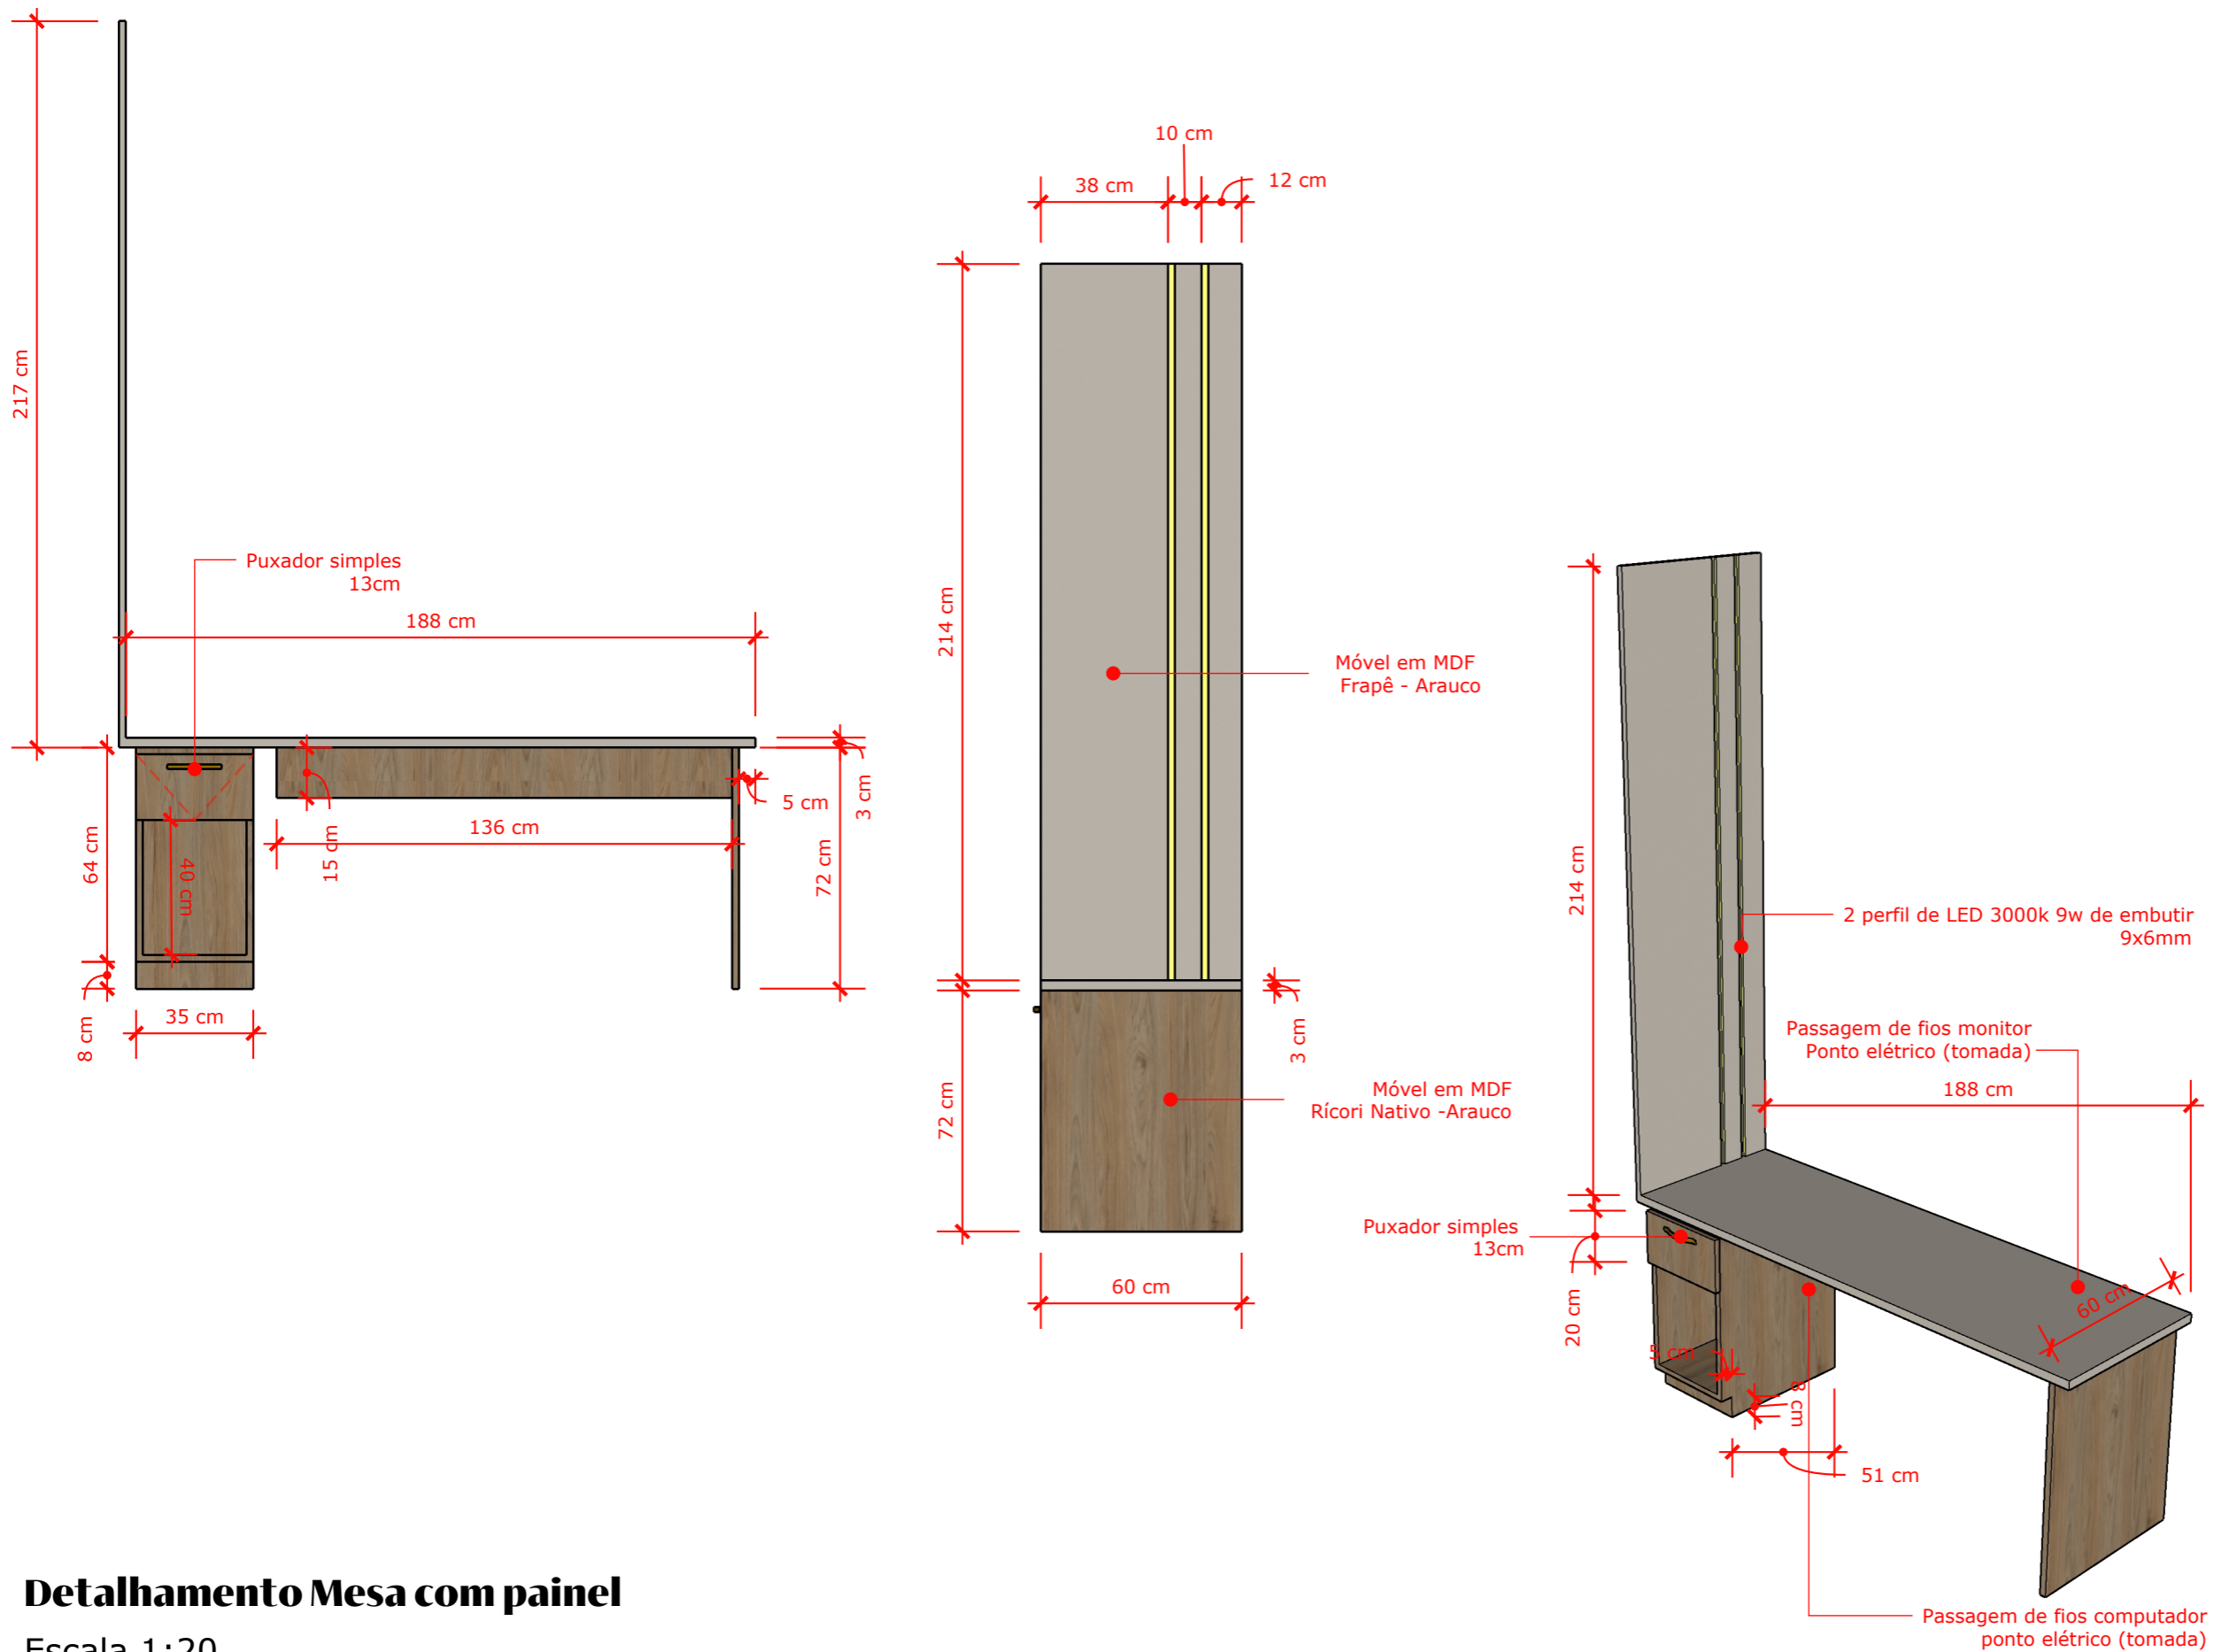 217 cm
Puxador simples
13cm
188 cm
64 cm
40 cm
8 cm
35 cm
15 cm
136 cm
5 cm
3 cm
72 cm
10 cm
38 cm
12 cm
214 cm
Móvel em MDF
Frapê - Arauco
3 cm
72 cm
Móvel em MDF
Rícori Nativo -Arauco
60 cm
214 cm
2 perfil de LED 3000k 9w de embutir
9x6mm
Passagem de fios monitor
Ponto elétrico (tomada)
188 cm
Puxador simples
13cm
20 cm
60 cm
5 cm
8 cm
51 cm
Passagem de fios computador
ponto elétrico (tomada)
Detalhamento Mesa com painel
Escala 1:20